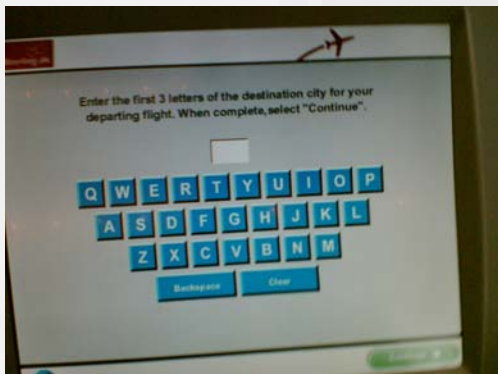 Enter the first 3 letters of the destination city for your
departing flight. When complete, select "Continue".
Q W E R T Y U I O P
A S D F G H J K L
Z X C V B N M
Backspace Clear